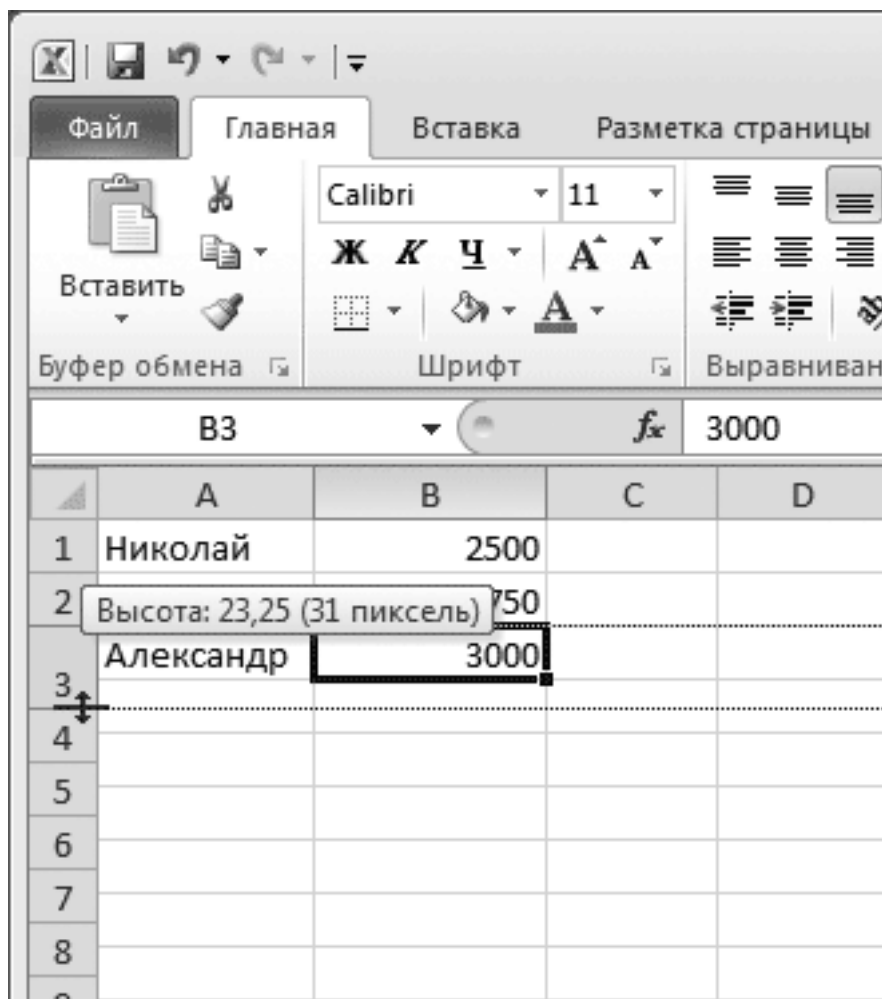 Файл Главная Вставка Разметка страницы
Calibri 11
Ж К Ч
Вставить
Буфер обмена Шрифт Выравниван
B3 fx 3000
A B C D
1 Николай 2500
2 750
Высота: 23,25 (31 пиксель)
3 Александр 3000
4
5
6
7
8